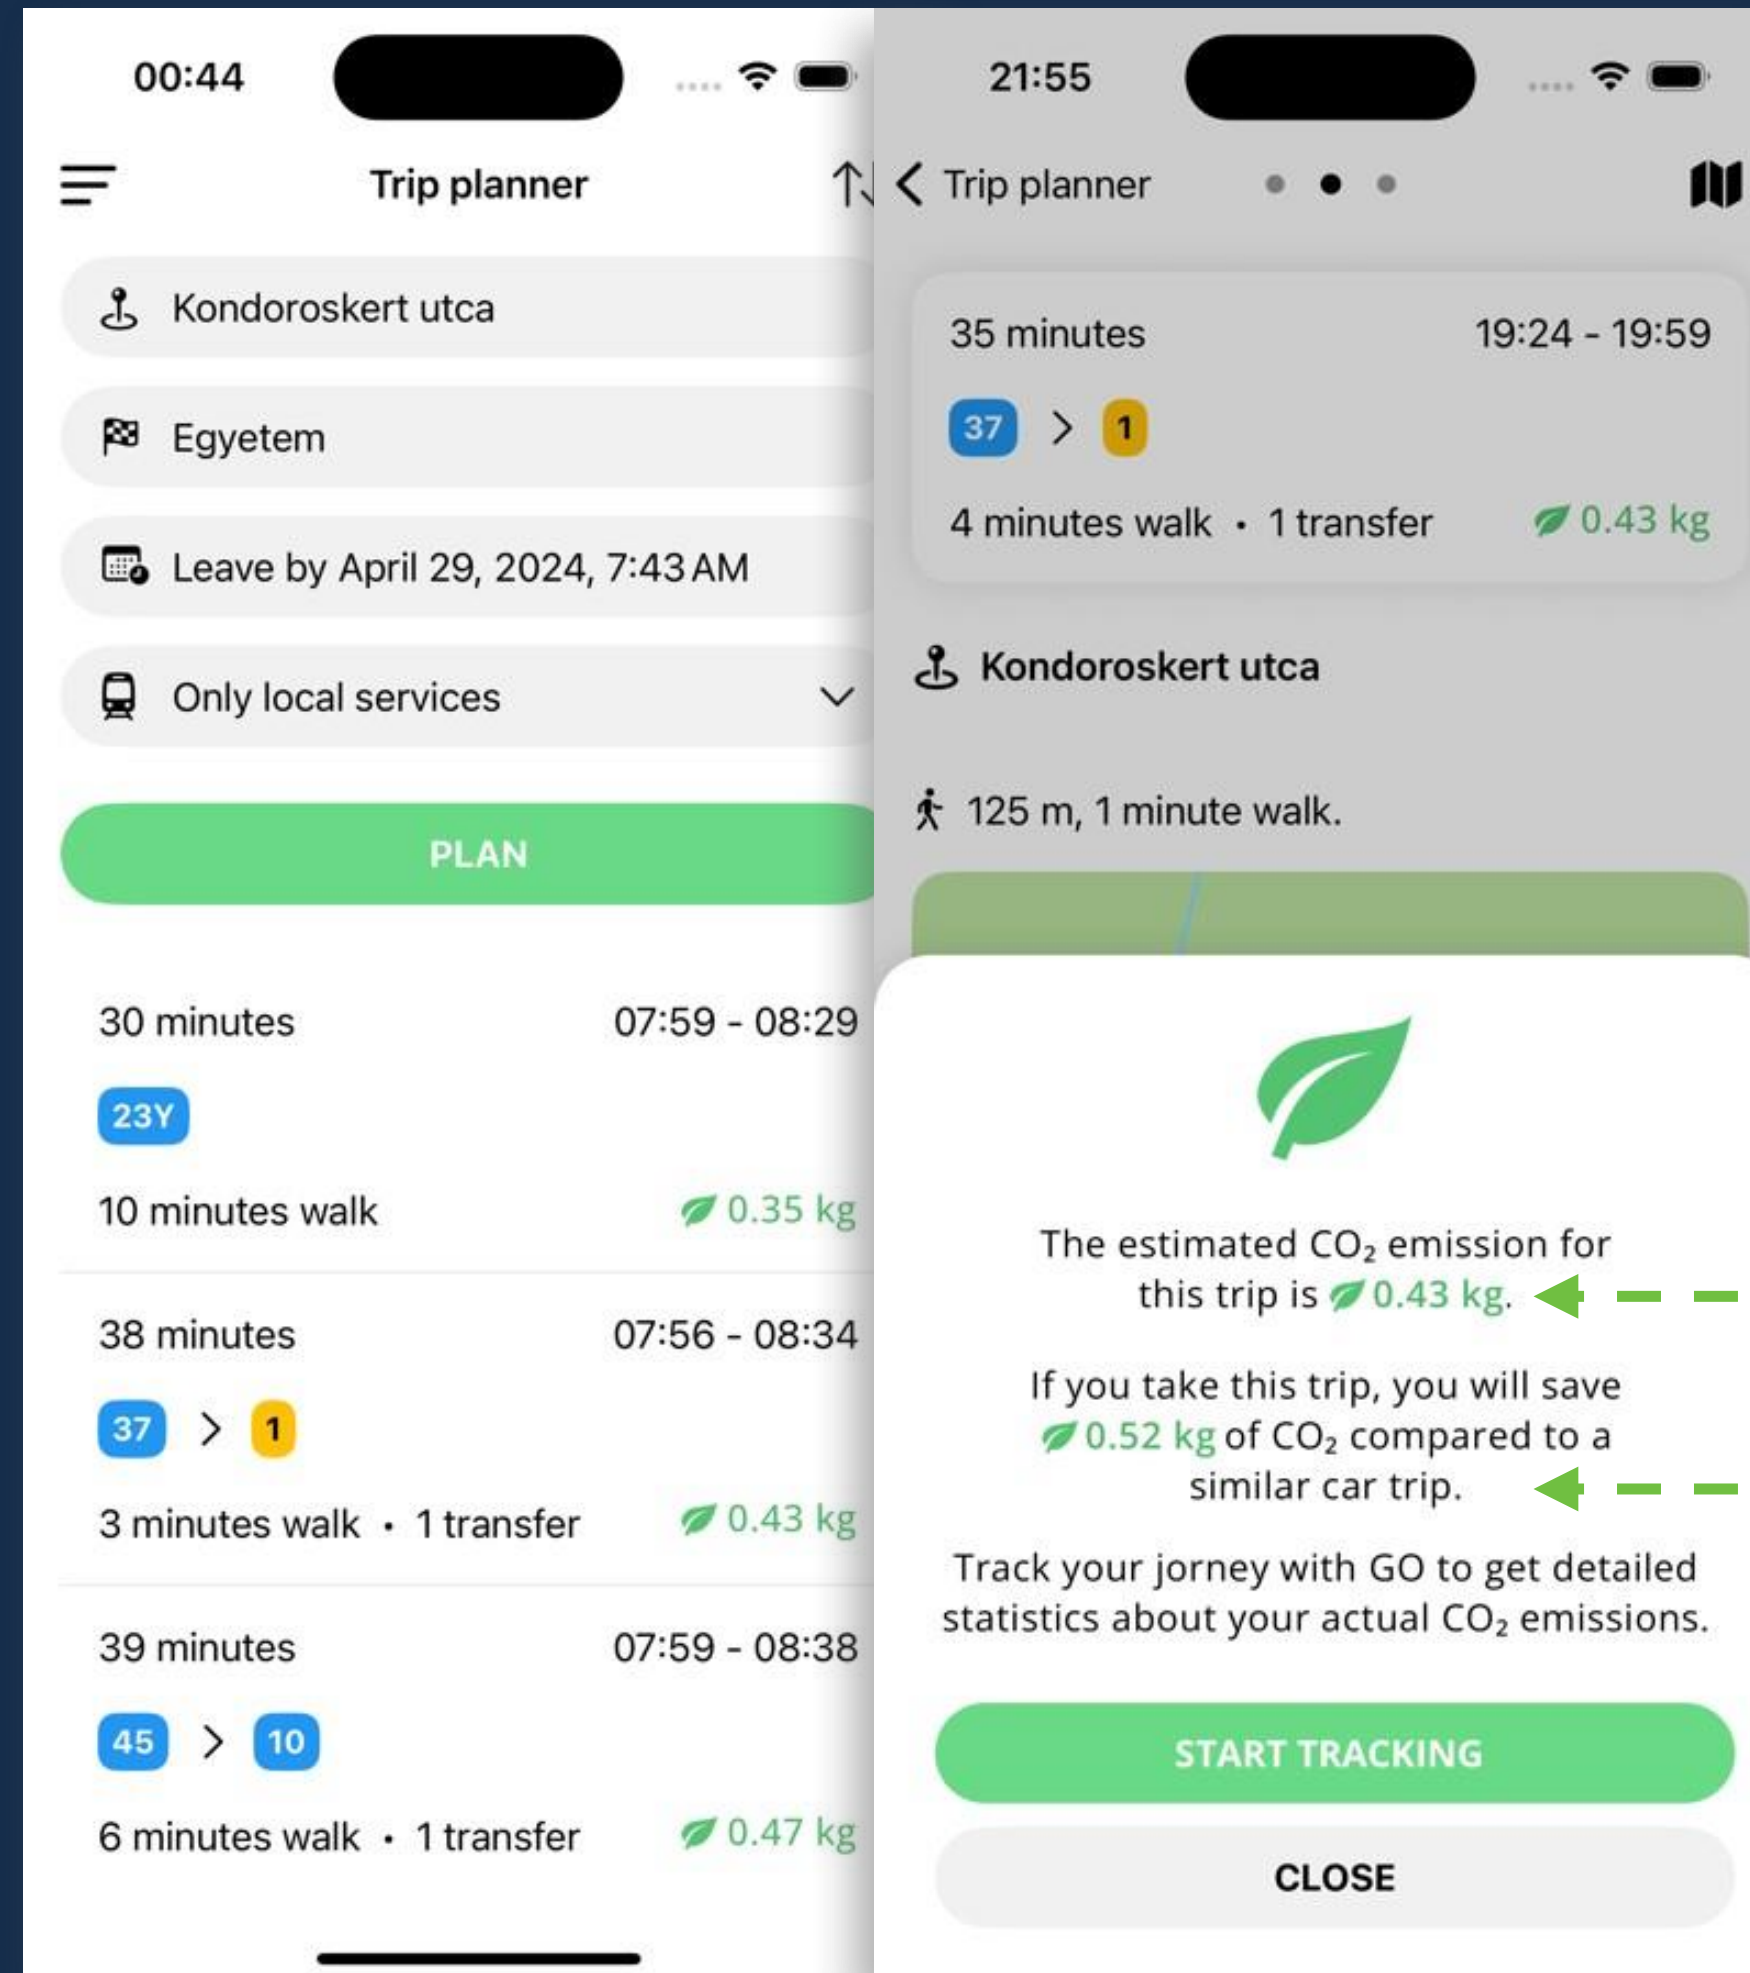 00:44
Trip planner
Kondoroskert utca
Egyetem
Leave by April 29, 2024, 7:43 AM
Only local services
PLAN
30 minutes 07:59 - 08:29
23Y
10 minutes walk 0.35 kg
38 minutes 07:56 - 08:34
37 > 1
3 minutes walk • 1 transfer 0.43 kg
39 minutes 07:59 - 08:38
45 > 10
6 minutes walk • 1 transfer 0.47 kg
21:55
Trip planner
35 minutes 19:24 - 19:59
37 > 1
4 minutes walk • 1 transfer 0.43 kg
Kondoroskert utca
125 m, 1 minute walk.
The estimated CO₂ emission for
this trip is 0.43 kg.
If you take this trip, you will save
0.52 kg of CO₂ compared to a
similar car trip.
Track your jorney with GO to get detailed
statistics about your actual CO₂ emissions.
START TRACKING
CLOSE